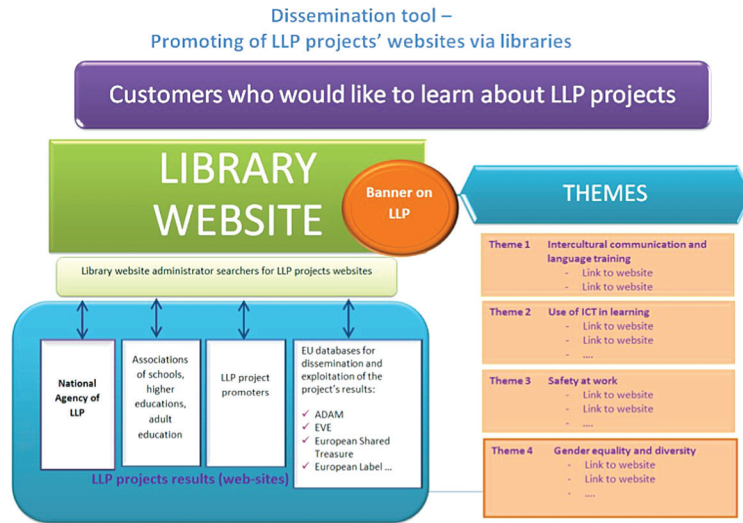 Dissemination tool –
Promoting of LLP projects' websites via libraries
Customers who would like to learn about LLP projects
LIBRARY
WEBSITE
Banner on
LLP
THEMES
Library website administrator searchers for LLP projects websites
Theme 1 Intercultural communication and
language training
- Link to website
- Link to website
Theme 2 Use of ICT in learning
- Link to website
- Link to website
- ....
Theme 3 Safety at work
- Link to website
- Link to website
- ....
Theme 4 Gender equality and diversity
- Link to website
- Link to website
- ....
National
Agency of
LLP
Associations
of schools,
higher
educations,
adult
education
LLP project
promoters
EU databases for
dissemination and
exploitation of the
project's results:
✓ ADAM
✓ EVE
✓ European Shared
Treasure
✓ European Label ...
LLP projects results (web-sites)